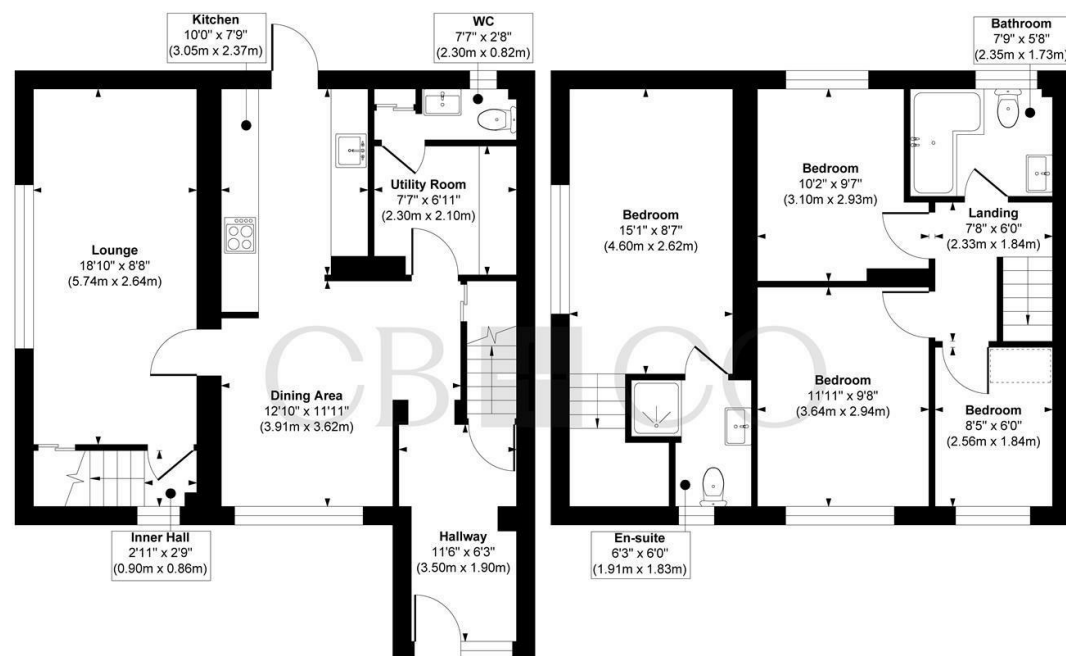 Kitchen
10'0" x 7'9"
(3.05m x 2.37m)
WC
7'7" x 2'8"
(2.30m x 0.82m)
Bathroom
7'9" x 5'8"
(2.35m x 1.73m)
Utility Room
7'7" x 6'11"
(2.30m x 2.10m)
Lounge
18'10" x 8'8"
(5.74m x 2.64m)
Dining Area
12'10" x 11'11"
(3.91m x 3.62m)
Inner Hall
2'11" x 2'9"
(0.90m x 0.86m)
Hallway
11'6" x 6'3"
(3.50m x 1.90m)
Bedroom
15'1" x 8'7"
(4.60m x 2.62m)
Bedroom
10'2" x 9'7"
(3.10m x 2.93m)
Landing
7'8" x 6'0"
(2.33m x 1.84m)
Bedroom
11'11" x 9'8"
(3.64m x 2.94m)
Bedroom
8'5" x 6'0"
(2.56m x 1.84m)
En-suite
6'3" x 6'0"
(1.91m x 1.83m)
CB CO